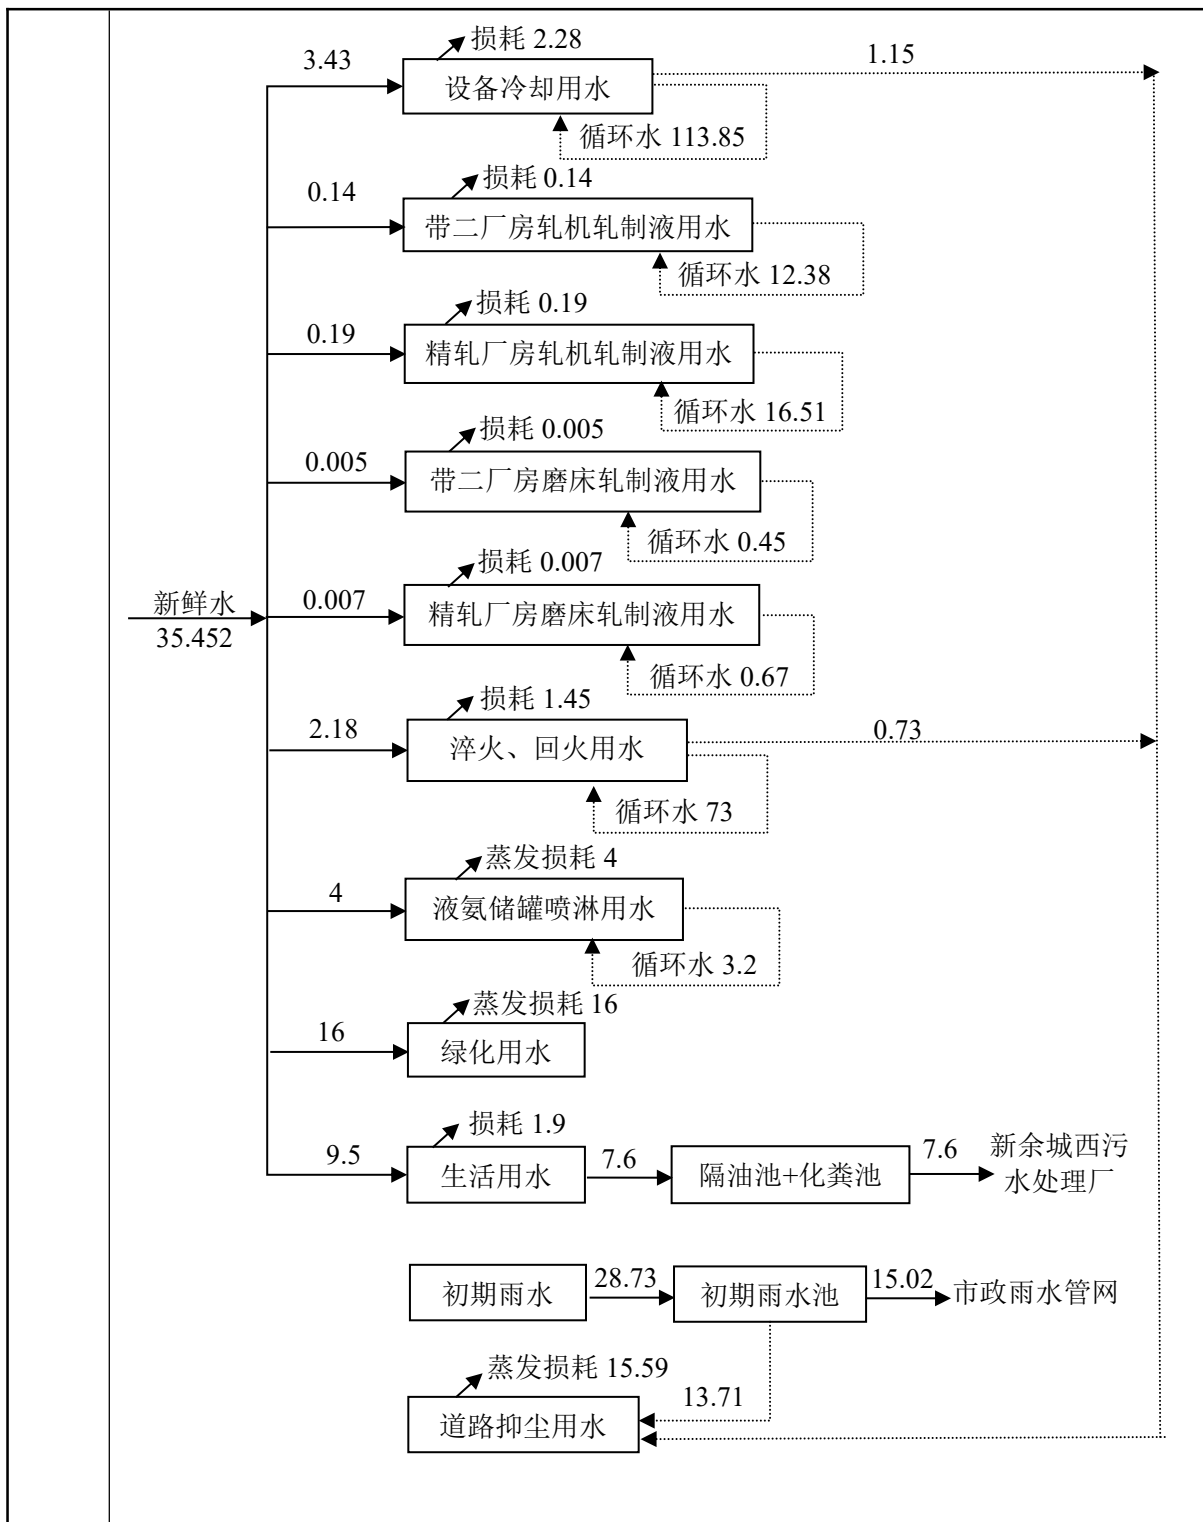 损耗 2.28
3.43
1.15
设备冷却用水
循环水 113.85
损耗 0.14
0.14
带二厂房轧机轧制液用水
循环水 12.38
损耗 0.19
0.19
精轧厂房轧机轧制液用水
循环水 16.51
损耗 0.005
0.005
带二厂房磨床轧制液用水
循环水 0.45
损耗 0.007
新鲜水
35.452
0.007
精轧厂房磨床轧制液用水
循环水 0.67
损耗 1.45
2.18
淬火、回火用水
0.73
循环水 73
蒸发损耗 4
4
液氨储罐喷淋用水
循环水 3.2
蒸发损耗 16
16
绿化用水
损耗 1.9
9.5
生活用水
7.6
隔油池+化粪池
7.6
新余城西污
水处理厂
初期雨水
28.73
初期雨水池
15.02
市政雨水管网
蒸发损耗 15.59
13.71
道路抑尘用水